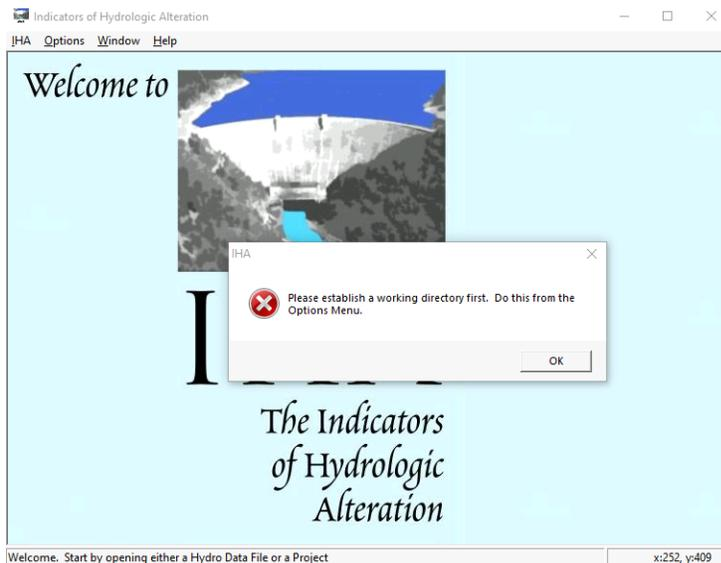 Indicators of Hydrologic Alteration
IHA Options Window Help
Welcome to
IHA
Please establish a working directory first. Do this from the
Options Menu.
OK
I
The Indicators
of Hydrologic
Alteration
Welcome. Start by opening either a Hydro Data File or a Project
x:252, y:409